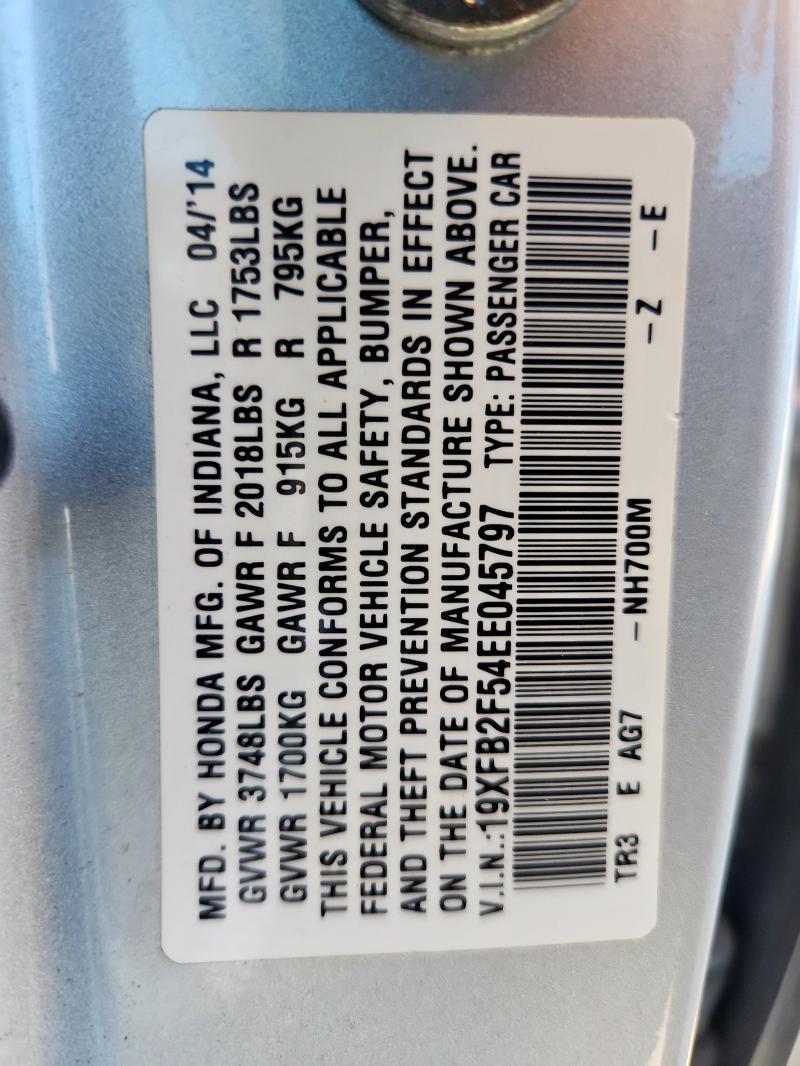 MFD. BY HONDA MFG. OF INDIANA, LLC 04/'14
GVWR 3748LBS GAWR F 2018LBS R 1753LBS
GVWR 1700KG GAWR F 915KG R 795KG
THIS VEHICLE CONFORMS TO ALL APPLICABLE
FEDERAL MOTOR VEHICLE SAFETY, BUMPER,
AND THEFT PREVENTION STANDARDS IN EFFECT
ON THE DATE OF MANUFACTURE SHOWN ABOVE.
V.I.N.:19XFB2F54EE045797 TYPE: PASSENGER CAR
TR3 E AG7 –NH700M –Z –E